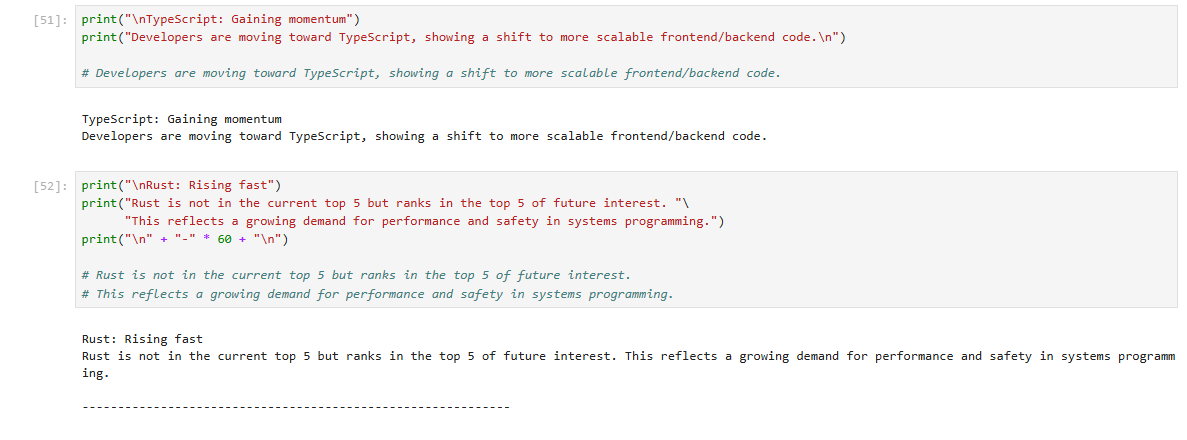 [51]: print("\nTypeScript: Gaining momentum")
print("Developers are moving toward TypeScript, showing a shift to more scalable frontend/backend code.\n")
# Developers are moving toward TypeScript, showing a shift to more scalable frontend/backend code.
TypeScript: Gaining momentum
Developers are moving toward TypeScript, showing a shift to more scalable frontend/backend code.
[52]: print("\nRust: Rising fast")
print("Rust is not in the current top 5 but ranks in the top 5 of future interest. "\
"This reflects a growing demand for performance and safety in systems programming.")
print("\n" + "-" * 60 + "\n")
# Rust is not in the current top 5 but ranks in the top 5 of future interest.
# This reflects a growing demand for performance and safety in systems programming.
Rust: Rising fast
Rust is not in the current top 5 but ranks in the top 5 of future interest. This reflects a growing demand for performance and safety in systems programm
ing.
------------------------------------------------------------